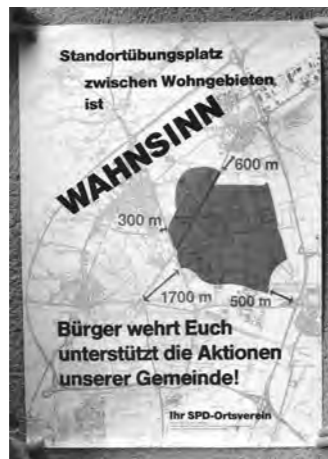 Standortübungsplatz
zwischen Wohngebieten
ist
WAHNSINN
600 m
300 m
1700 m
500 m
Bürger wehrt Euch
unterstützt die Aktionen
unserer Gemeinde!
Ihr SPD-Ortsverein